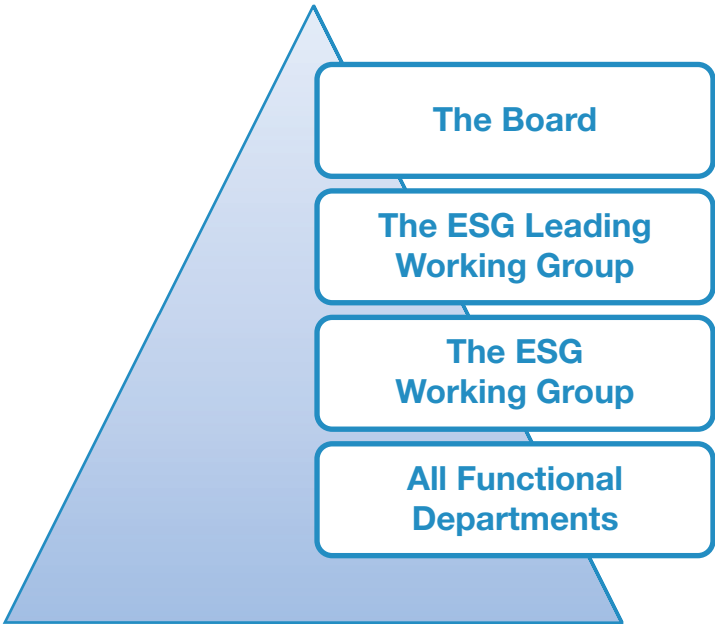 The Board
The ESG Leading
Working Group
The ESG
Working Group
All Functional
Departments